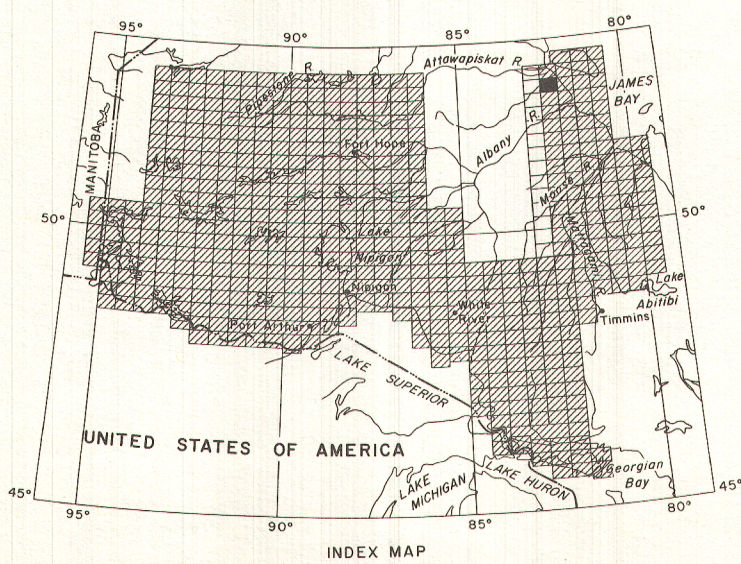 95°
90°
85°
80°
Attawapiskat R.
JAMES
BAY
Pipestone R.
MANITOBA
Fort Hope
Albany R.
Moose R.
50°
50°
Lake
Nipigon
Mattagami R.
Nipigon
Lake
Abitibi
White
River
Timmins
Port Arthur
LAKE SUPERIOR
UNITED STATES OF AMERICA
LAKE
MICHIGAN
LAKE HURON
Georgian
Bay
45°
45°
95°
90°
85°
80°
INDEX MAP